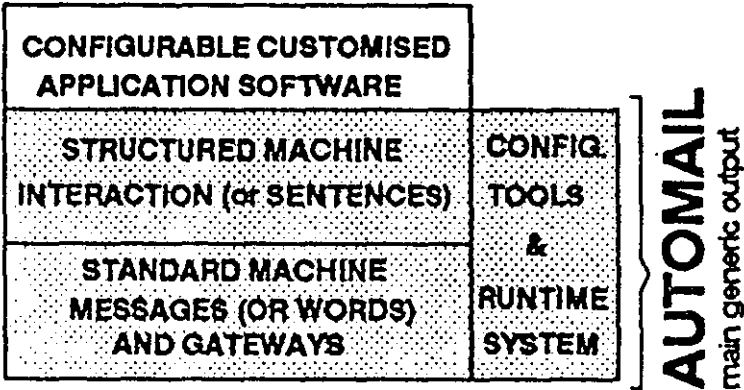 CONFIGURABLE CUSTOMISED
APPLICATION SOFTWARE
STRUCTURED MACHINE
INTERACTION (or SENTENCES)
STANDARD MACHINE
MESSAGES (OR WORDS)
AND GATEWAYS
CONFIG.
TOOLS
&
RUNTIME
SYSTEM
AUTOMAIL
main generic output